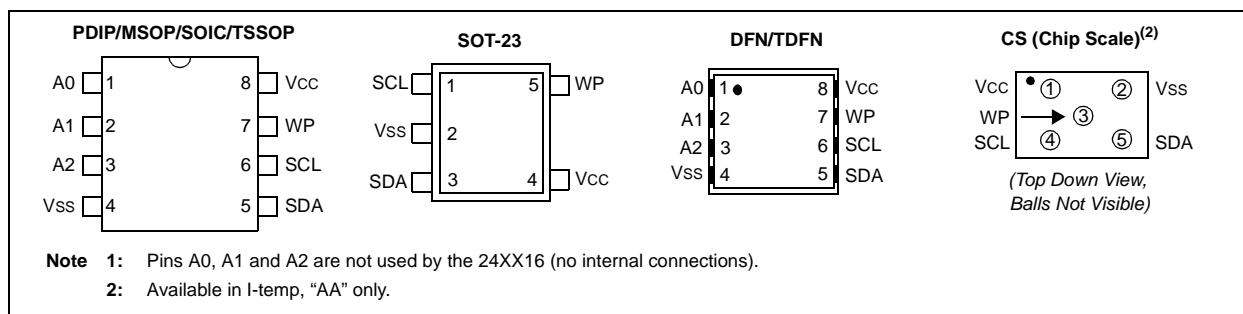 PDIP/MSOP/SOIC/TSSOP
A0 1 8 VCC
A1 2 7 WP
A2 3 6 SCL
VSS 4 5 SDA
SOT-23
SCL 1 5 WP
VSS 2
SDA 3 4 VCC
DFN/TDFN
A0 1 8 VCC
A1 2 7 WP
A2 3 6 SCL
VSS 4 5 SDA
CS (Chip Scale)(2)
VCC 1 2 VSS
WP 3
SCL 4 5 SDA
(Top Down View,
Balls Not Visible)
Note 1: Pins A0, A1 and A2 are not used by the 24XX16 (no internal connections).
2: Available in I-temp, “AA” only.